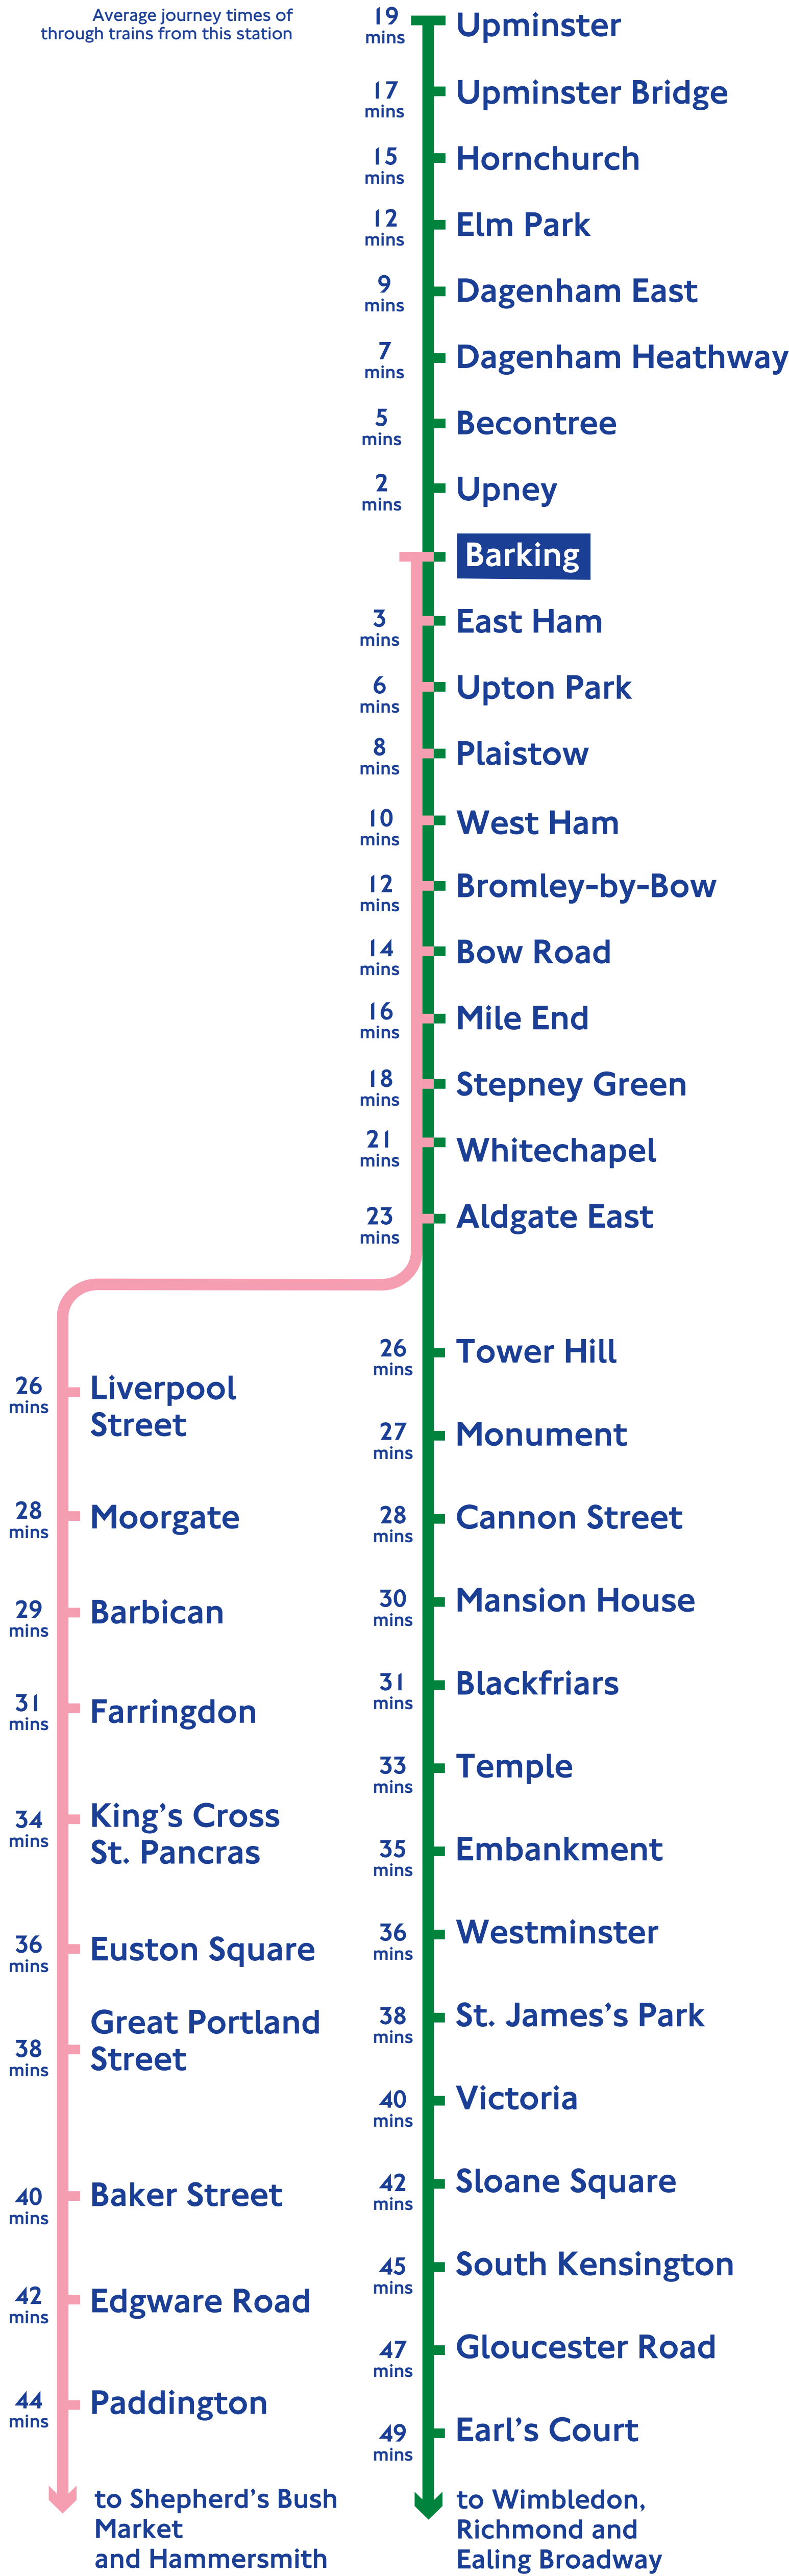 Average journey times of
through trains from this station
19
mins
Upminster
17
mins
Upminster Bridge
15
mins
Hornchurch
12
mins
Elm Park
9
mins
Dagenham East
7
mins
Dagenham Heathway
5
mins
Becontree
2
mins
Upney
Barking
3
mins
East Ham
6
mins
Upton Park
8
mins
Plaistow
10
mins
West Ham
12
mins
Bromley-by-Bow
14
mins
Bow Road
16
mins
Mile End
18
mins
Stepney Green
21
mins
Whitechapel
23
mins
Aldgate East
26
mins
Liverpool
Street
28
mins
Moorgate
29
mins
Barbican
31
mins
Farringdon
34
mins
King’s Cross
St. Pancras
36
mins
Euston Square
38
mins
Great Portland
Street
40
mins
Baker Street
42
mins
Edgware Road
44
mins
Paddington
to Shepherd’s Bush
Market
and Hammersmith
26
mins
Tower Hill
27
mins
Monument
28
mins
Cannon Street
30
mins
Mansion House
31
mins
Blackfriars
33
mins
Temple
35
mins
Embankment
36
mins
Westminster
38
mins
St. James’s Park
40
mins
Victoria
42
mins
Sloane Square
45
mins
South Kensington
47
mins
Gloucester Road
49
mins
Earl’s Court
to Wimbledon,
Richmond and
Ealing Broadway